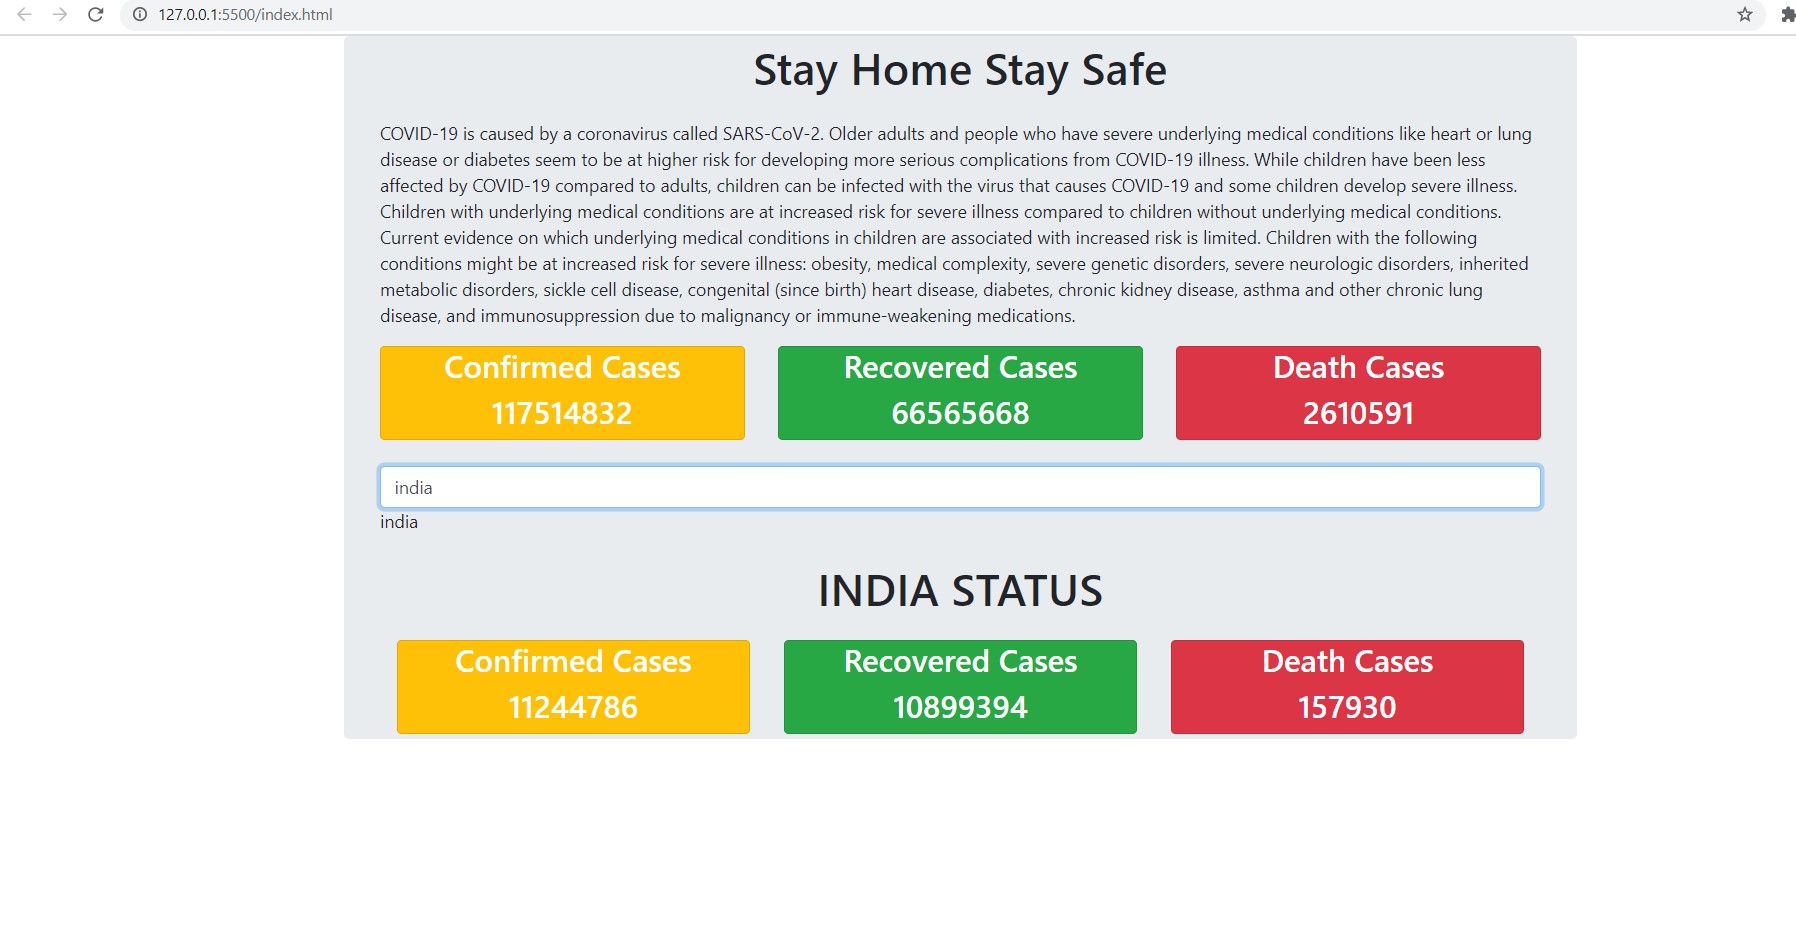 127.0.0.1:5500/index.html
Stay Home Stay Safe
COVID-19 is caused by a coronavirus called SARS-CoV-2. Older adults and people who have severe underlying medical conditions like heart or lung
disease or diabetes seem to be at higher risk for developing more serious complications from COVID-19 illness. While children have been less
affected by COVID-19 compared to adults, children can be infected with the virus that causes COVID-19 and some children develop severe illness.
Children with underlying medical conditions are at increased risk for severe illness compared to children without underlying medical conditions.
Current evidence on which underlying medical conditions in children are associated with increased risk is limited. Children with the following
conditions might be at increased risk for severe illness: obesity, medical complexity, severe genetic disorders, severe neurologic disorders, inherited
metabolic disorders, sickle cell disease, congenital (since birth) heart disease, diabetes, chronic kidney disease, asthma and other chronic lung
disease, and immunosuppression due to malignancy or immune-weakening medications.
Confirmed Cases
117514832
Recovered Cases
66565668
Death Cases
2610591
india
india
INDIA STATUS
Confirmed Cases
11244786
Recovered Cases
10899394
Death Cases
157930